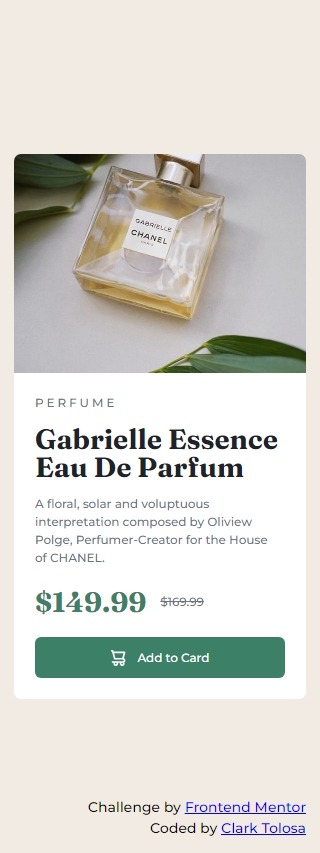 GABRIELLE
CHANEL
PARIS
PERFUME
Gabrielle Essence
Eau De Parfum
A floral, solar and voluptuous
interpretation composed by Oliview
Polge, Perfumer-Creator for the House
of CHANEL.
$149.99 $169.99
Add to Card
Challenge by Frontend Mentor
Coded by Clark Tolosa